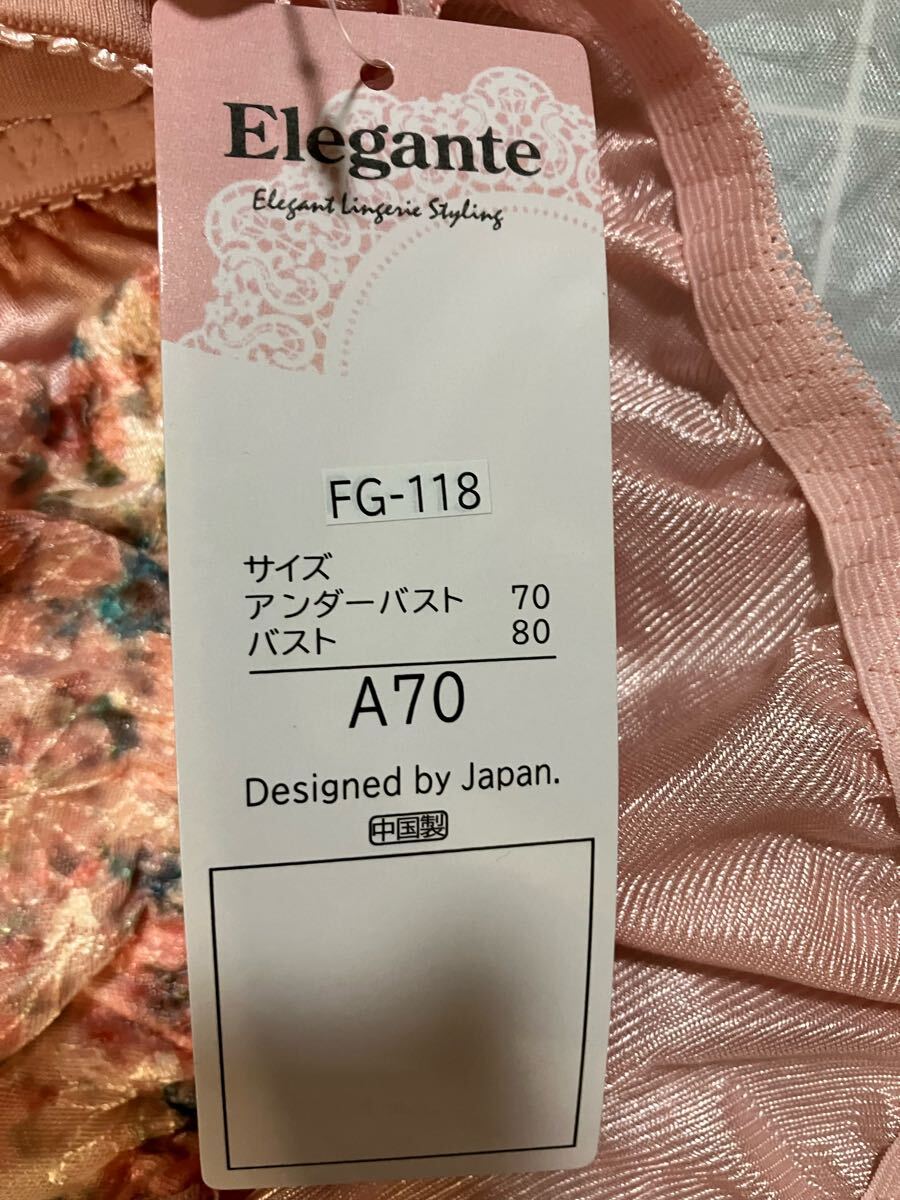 Elegante
Elegant Lingerie Styling
FG-118
サイズ
アンダーバスト 70
バスト 80
A70
Designed by Japan.
中国製